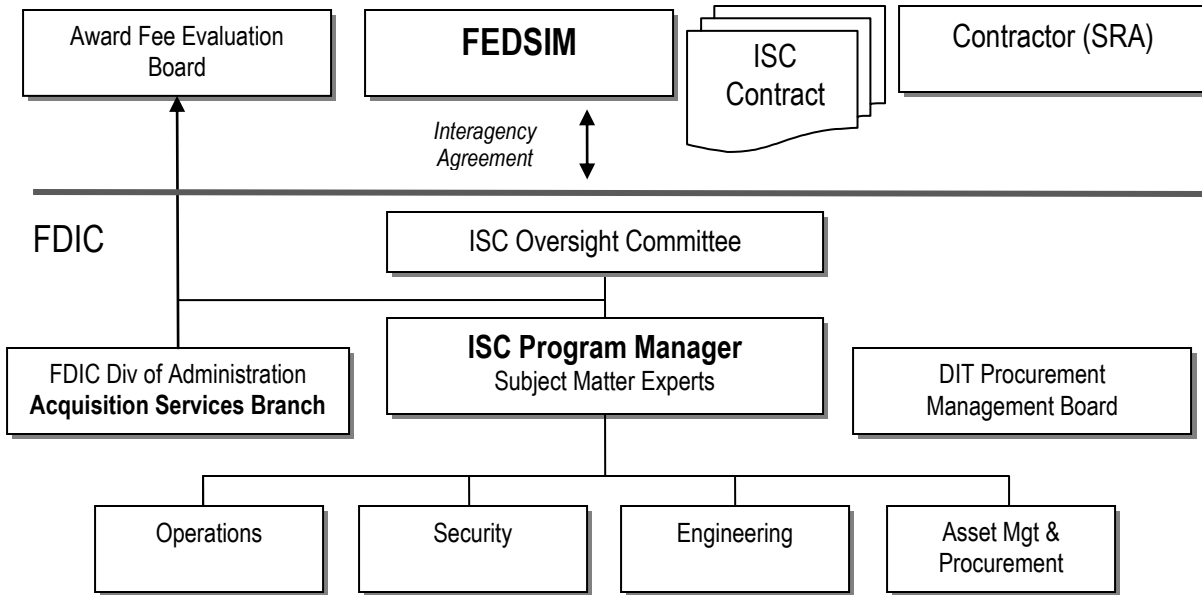 Award Fee Evaluation
Board
FEDSIM
ISC
Contract
Contractor (SRA)
Interagency
Agreement
FDIC
ISC Oversight Committee
FDIC Div of Administration
Acquisition Services Branch
ISC Program Manager
Subject Matter Experts
DIT Procurement
Management Board
Operations
Security
Engineering
Asset Mgt &
Procurement